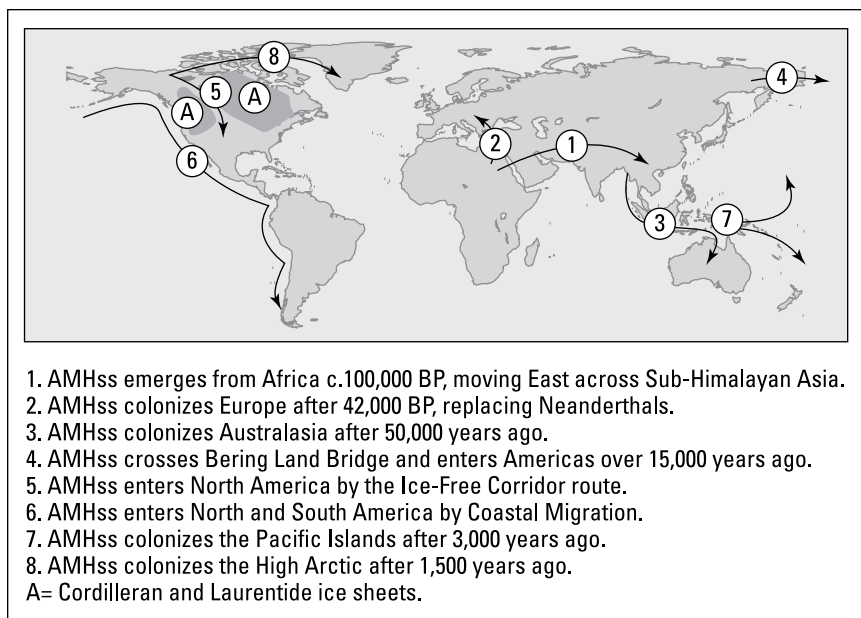 8
5
A
A
4
6
2
1
3
7
1. AMHss emerges from Africa c.100,000 BP, moving East across Sub-Himalayan Asia.
2. AMHss colonizes Europe after 42,000 BP, replacing Neanderthals.
3. AMHss colonizes Australasia after 50,000 years ago.
4. AMHss crosses Bering Land Bridge and enters Americas over 15,000 years ago.
5. AMHss enters North America by the Ice-Free Corridor route.
6. AMHss enters North and South America by Coastal Migration.
7. AMHss colonizes the Pacific Islands after 3,000 years ago.
8. AMHss colonizes the High Arctic after 1,500 years ago.
A= Cordilleran and Laurentide ice sheets.